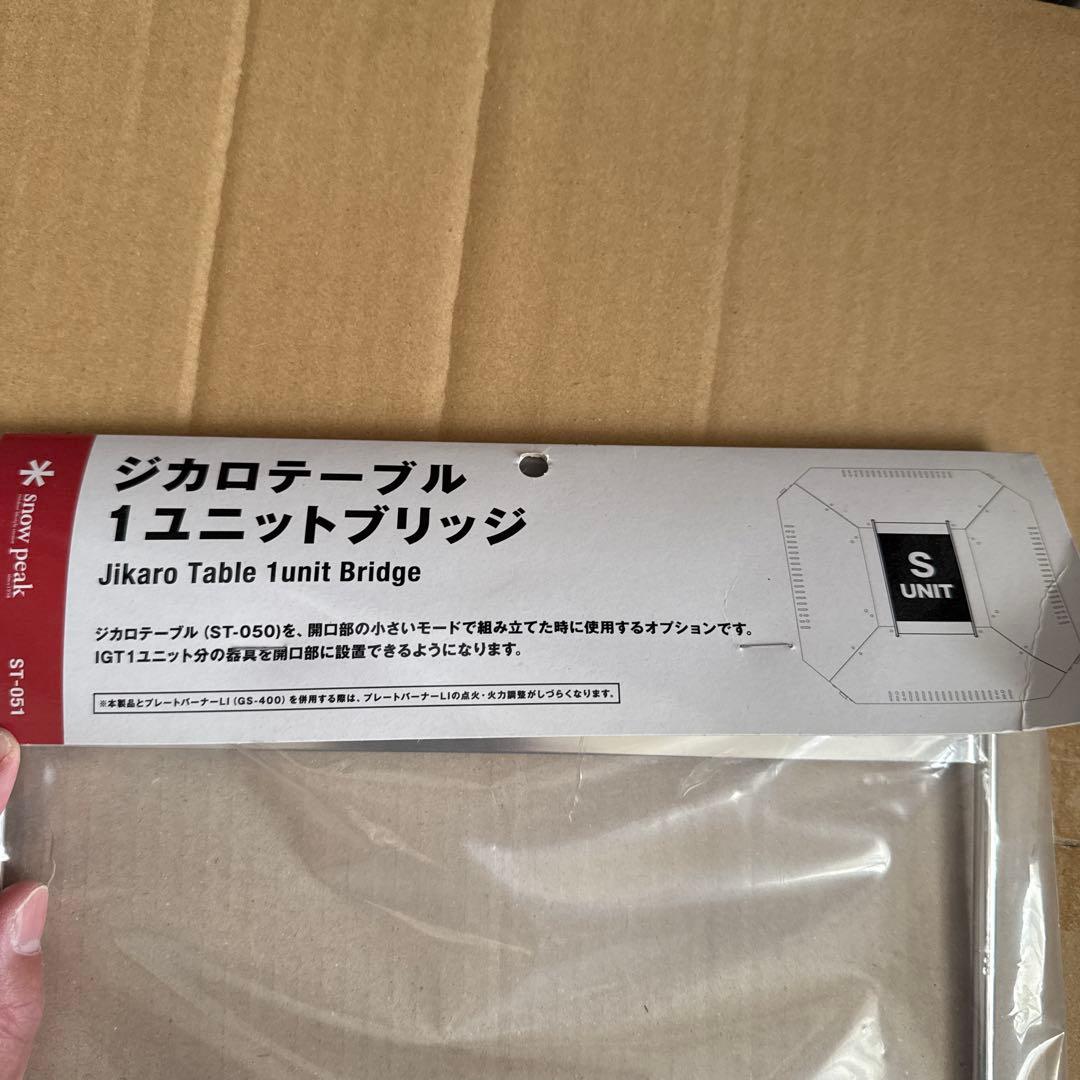 snow peak
ST-051
ジカロテーブル
1ユニットブリッジ
Jikaro Table 1unit Bridge
ジカロテーブル (ST-050)を、開口部の小さいモードで組み立てた時に使用するオプションです。
IGT1ユニット分の器具を開口部に設置できるようになります。
※本製品とプレートバーナーLI (GS-400) を併用する際は、プレートバーナーLIの点火・火力調整がしづらくなります。
S
UNIT